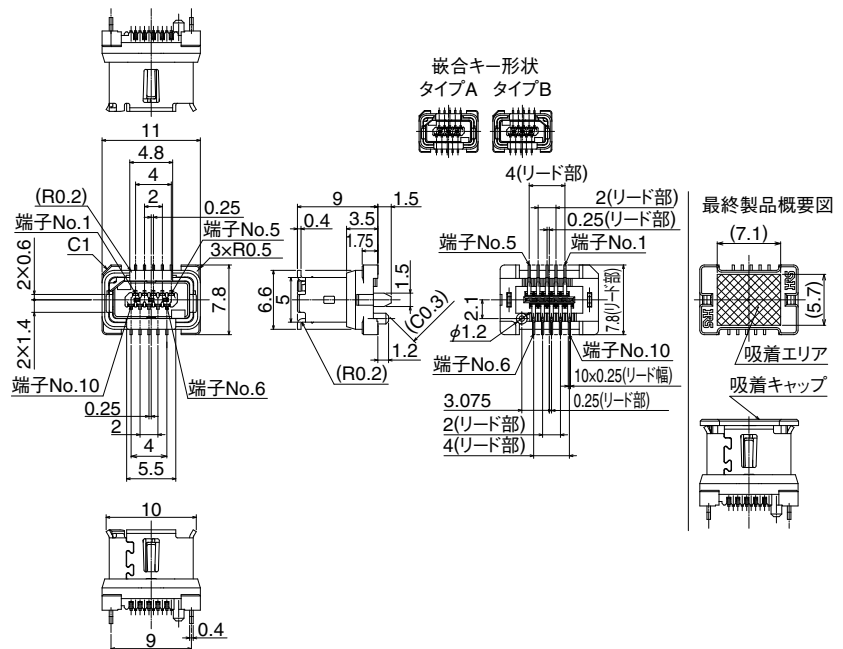 嵌合キー形状
タイプA タイプB
11
4.8
4
2
0.25
(R0.2)
端子No.1
端子No.5
C1
3×R0.5
2×0.6
2×1.4
7.8
端子No.10
端子No.6
0.25
2
4
5.5
9
1.5
0.4
3.5
1.75
6.6
5
1.5
(C0.3)
1.2
(R0.2)
4(リード部)
2(リード部)
0.25(リード部)
端子No.5
端子No.1
2.1
φ1.2
7.8(リード部)
端子No.6
端子No.10
10×0.25(リード幅)
3.075
0.25(リード部)
2(リード部)
4(リード部)
最終製品概要図
(7.1)
(5.7)
HRS
HS
吸着エリア
吸着キャップ
10
0.4
9